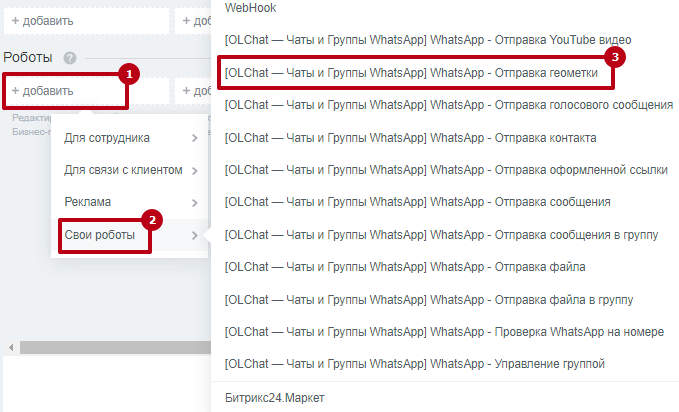 + добавить
Роботы ?
+ добавить
1
Для сотрудника
Для связи с клиентом
Реклама
Свои роботы
2
WebHook
[OLChat — Чаты и Группы WhatsApp] WhatsApp - Отправка YouTube видео
[OLChat — Чаты и Группы WhatsApp] WhatsApp - Отправка геометки
3
[OLChat — Чаты и Группы WhatsApp] WhatsApp - Отправка голосового сообщения
[OLChat — Чаты и Группы WhatsApp] WhatsApp - Отправка контакта
[OLChat — Чаты и Группы WhatsApp] WhatsApp - Отправка оформленной ссылки
[OLChat — Чаты и Группы WhatsApp] WhatsApp - Отправка сообщения
[OLChat — Чаты и Группы WhatsApp] WhatsApp - Отправка сообщения в группу
[OLChat — Чаты и Группы WhatsApp] WhatsApp - Отправка файла
[OLChat — Чаты и Группы WhatsApp] WhatsApp - Отправка файла в группу
[OLChat — Чаты и Группы WhatsApp] WhatsApp - Проверка WhatsApp на номере
[OLChat — Чаты и Группы WhatsApp] WhatsApp - Управление группой
Битрикс24.Маркет